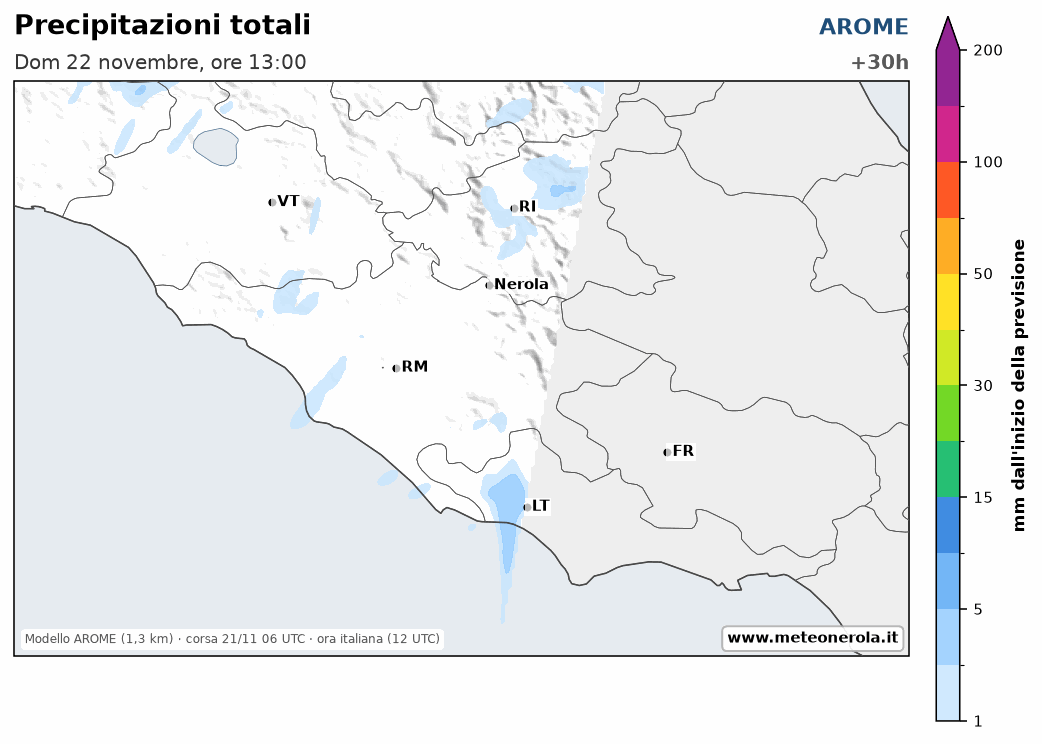 Precipitazioni totali
AROME
Dom 22 novembre, ore 13:00
+30h
VT
RI
Nerola
RM
FR
LT
Modello AROME (1,3 km) · corsa 21/11 06 UTC · ora italiana (12 UTC)
www.meteonerola.it
200
100
50
30
15
5
1
mm dall'inizio della previsione